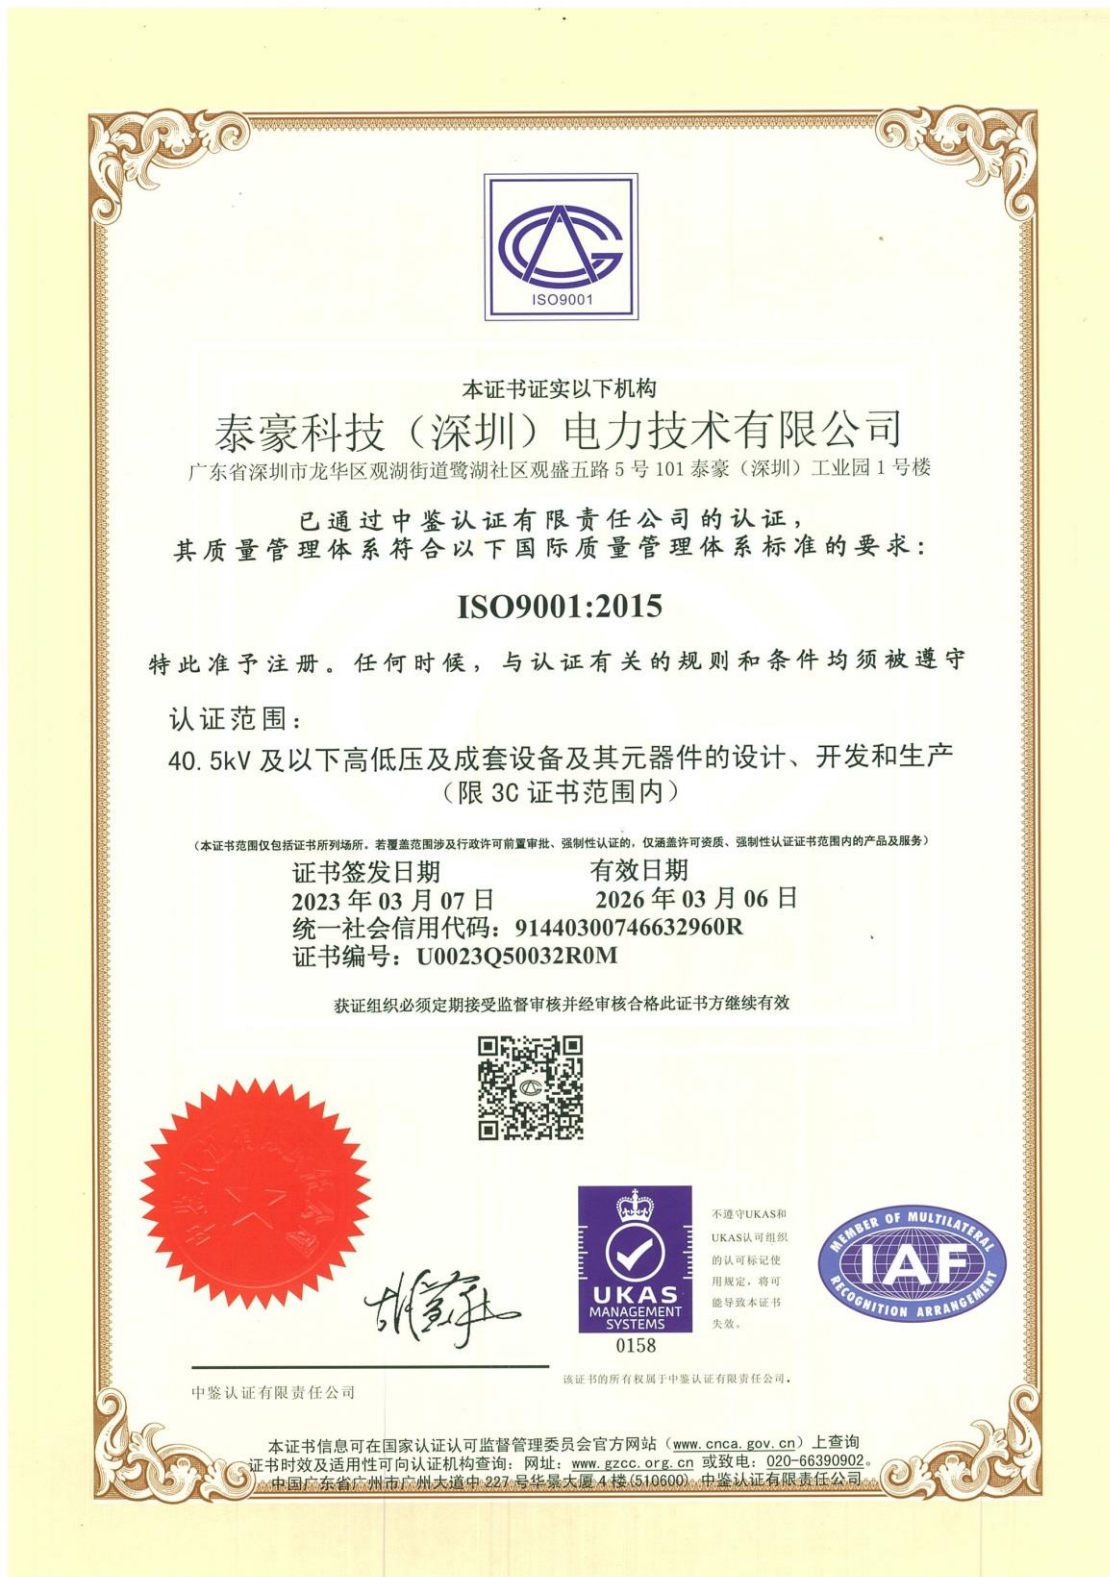 ISO9001
本证书证实以下机构
泰豪科技（深圳）电力技术有限公司
广东省深圳市龙华区观湖街道鹭湖社区观盛五路5号101泰豪（深圳）工业园1号楼
已通过中鉴认证有限责任公司的认证，
其质量管理体系符合以下国际质量管理体系标准的要求：
ISO9001:2015
特此准予注册。任何时候，与认证有关的规则和条件均须被遵守
认证范围：
40.5kV及以下高低压及成套设备及其元器件的设计、开发和生产
（限3C证书范围内）
（本证书范围仅包括证书所列场所。若覆盖范围涉及行政许可前置审批、强制性认证的，仅涵盖许可资质、强制性认证证书范围内的产品及服务）
证书签发日期 有效日期
2023年03月07日 2026年03月06日
统一社会信用代码：91440300746632960R
证书编号：U0023Q50032R0M
获证组织必须定期接受监督审核并经审核合格此证书方继续有效
UKAS
MANAGEMENT
SYSTEMS
0158
不遵守UKAS和
UKAS认可组织
的认可标记使
用规定，将可
能导致本证书
失效。
MEMBER OF MULTILATERAL
IAF
RECOGNITION ARRANGEMENT
中鉴认证有限责任公司
该证书的所有权属于中鉴认证有限责任公司。
本证书信息可在国家认证认可监督管理委员会官方网站（www.cnca.gov.cn）上查询
证书时效及适用性可向认证机构查询：网址：www.gzcc.org.cn 或致电：020-66390902。
中国广东省广州市广州大道中227号华景大厦4楼(510600) 中鉴认证有限责任公司